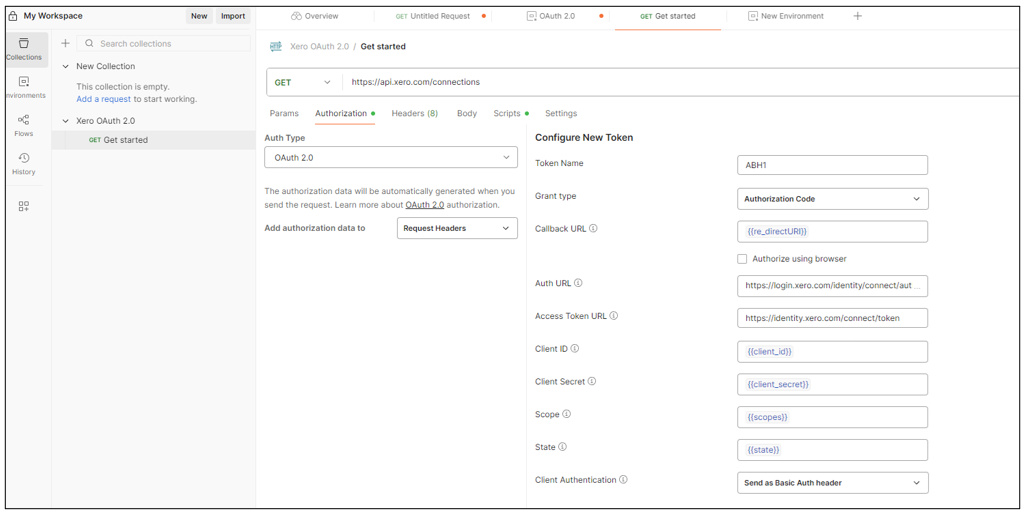 My Workspace
New
Import
Overview
GET Untitled Request
OAuth 2.0
GET Get started
New Environment
Collections
Search collections
Xero OAuth 2.0 / Get started
New Collection
This collection is empty.
Add a request to start working.
GET
https://api.xero.com/connections
Xero OAuth 2.0
GET Get started
Flows
History
Params
Authorization
Headers (8)
Body
Scripts
Settings
Auth Type
OAuth 2.0
The authorization data will be automatically generated when you
send the request. Learn more about OAuth 2.0 authorization.
Add authorization data to
Request Headers
Configure New Token
Token Name
ABH1
Grant type
Authorization Code
Callback URL
{{re_directURI}}
Authorize using browser
Auth URL
https://login.xero.com/identity/connect/aut ...
Access Token URL
https://identity.xero.com/connect/token
Client ID
{{client_id}}
Client Secret
{{client_secret}}
Scope
{{scopes}}
State
{{state}}
Client Authentication
Send as Basic Auth header